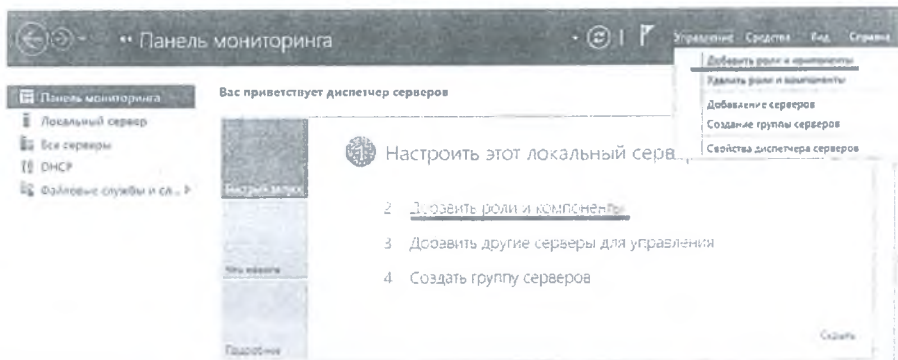 •• Панель мониторинга
Управление Средства Вид Справка
Добавить роли и компоненты
Удалить роли и компоненты
Добавление серверов
Создание группы серверов
Свойства диспетчера серверов
Панель мониторинга
Локальный сервер
Все серверы
DHCP
Файловые службы и сл...
Вас приветствует диспетчер серверов
Быстрый запуск
Что нового
Подробнее
Настроить этот локальный серв
2 Добавить роли и компоненты
3 Добавить другие серверы для управления
4 Создать группу серверов
Скрыть